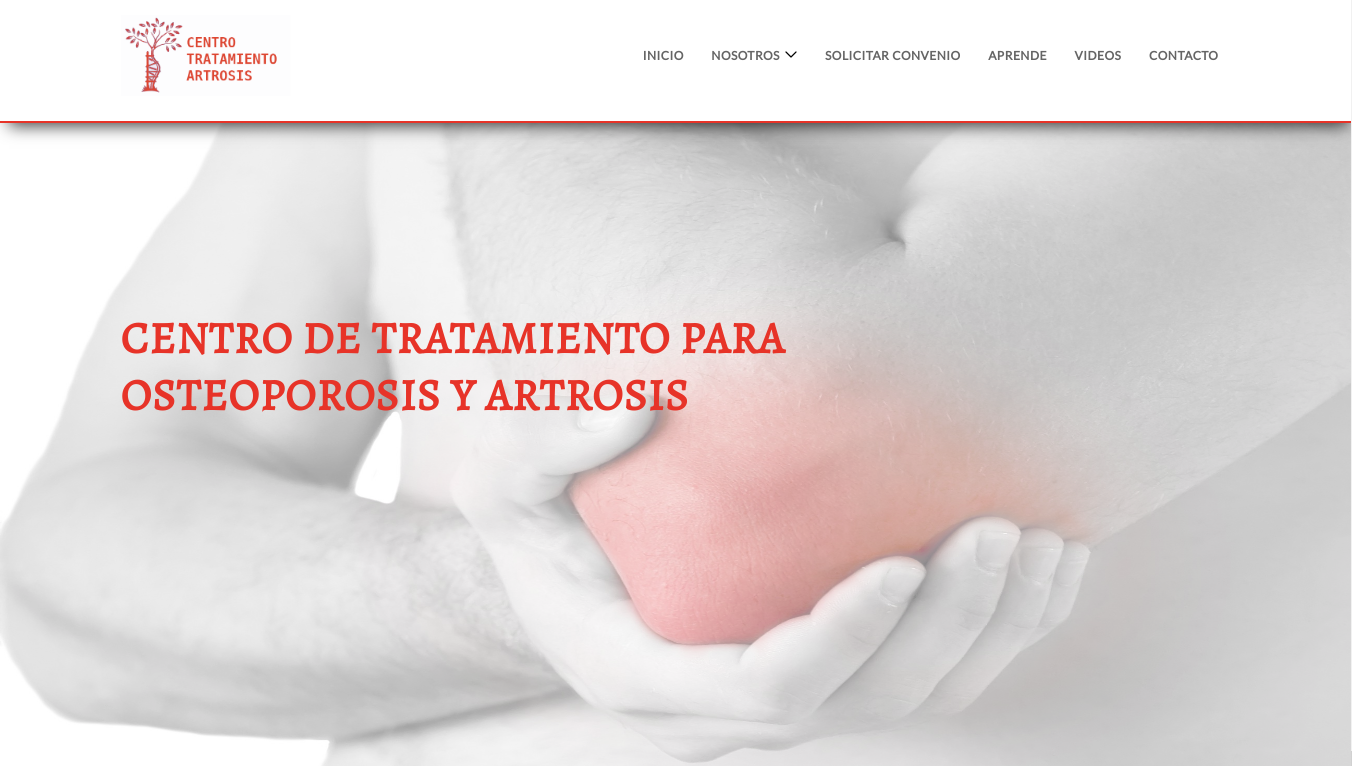 CENTRO
TRATAMIENTO
ARTROSIS
INICIO NOSOTROS SOLICITAR CONVENIO APRENDE VIDEOS CONTACTO
CENTRO DE TRATAMIENTO PARA
OSTEOPOROSIS Y ARTROSIS